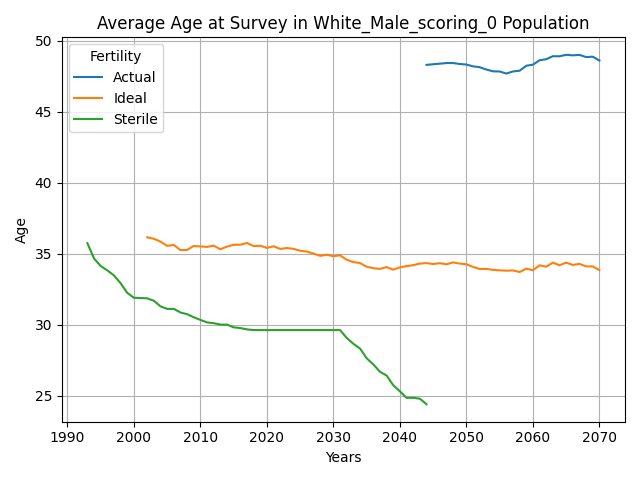 Average Age at Survey in White_Male_scoring_0 Population
Fertility
Actual
Ideal
Sterile
50
45
40
35
30
25
Age
1990
2000
2010
2020
2030
2040
2050
2060
2070
Years